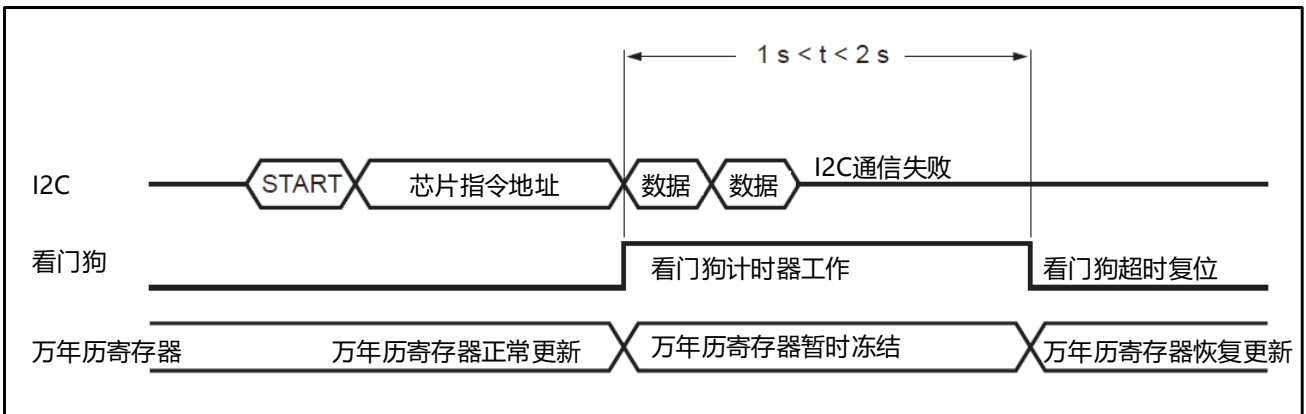 1 s < t < 2 s
I2C START 芯片指令地址 数据 数据 I2C通信失败
看门狗 看门狗计时器工作 看门狗超时复位
万年历寄存器 万年历寄存器正常更新 万年历寄存器暂时冻结 万年历寄存器恢复更新